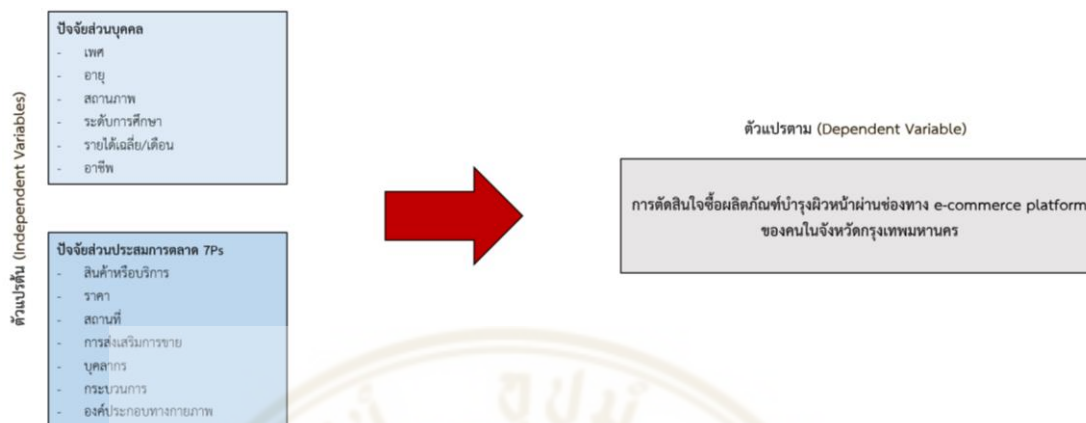 ตัวแปรต้น (Independent Variables)
ปัจจัยส่วนบุคคล
- เพศ
- อายุ
- สถานภาพ
- ระดับการศึกษา
- รายได้เฉลี่ย/เดือน
- อาชีพ
ปัจจัยส่วนประสมการตลาด 7Ps
- สินค้าหรือบริการ
- ราคา
- สถานที่
- การส่งเสริมการขาย
- บุคลากร
- กระบวนการ
- องค์ประกอบทางกายภาพ
ตัวแปรตาม (Dependent Variable)
การตัดสินใจซื้อผลิตภัณฑ์บำรุงผิวหน้าผ่านช่องทาง e-commerce platform
ของคนในจังหวัดกรุงเทพมหานคร